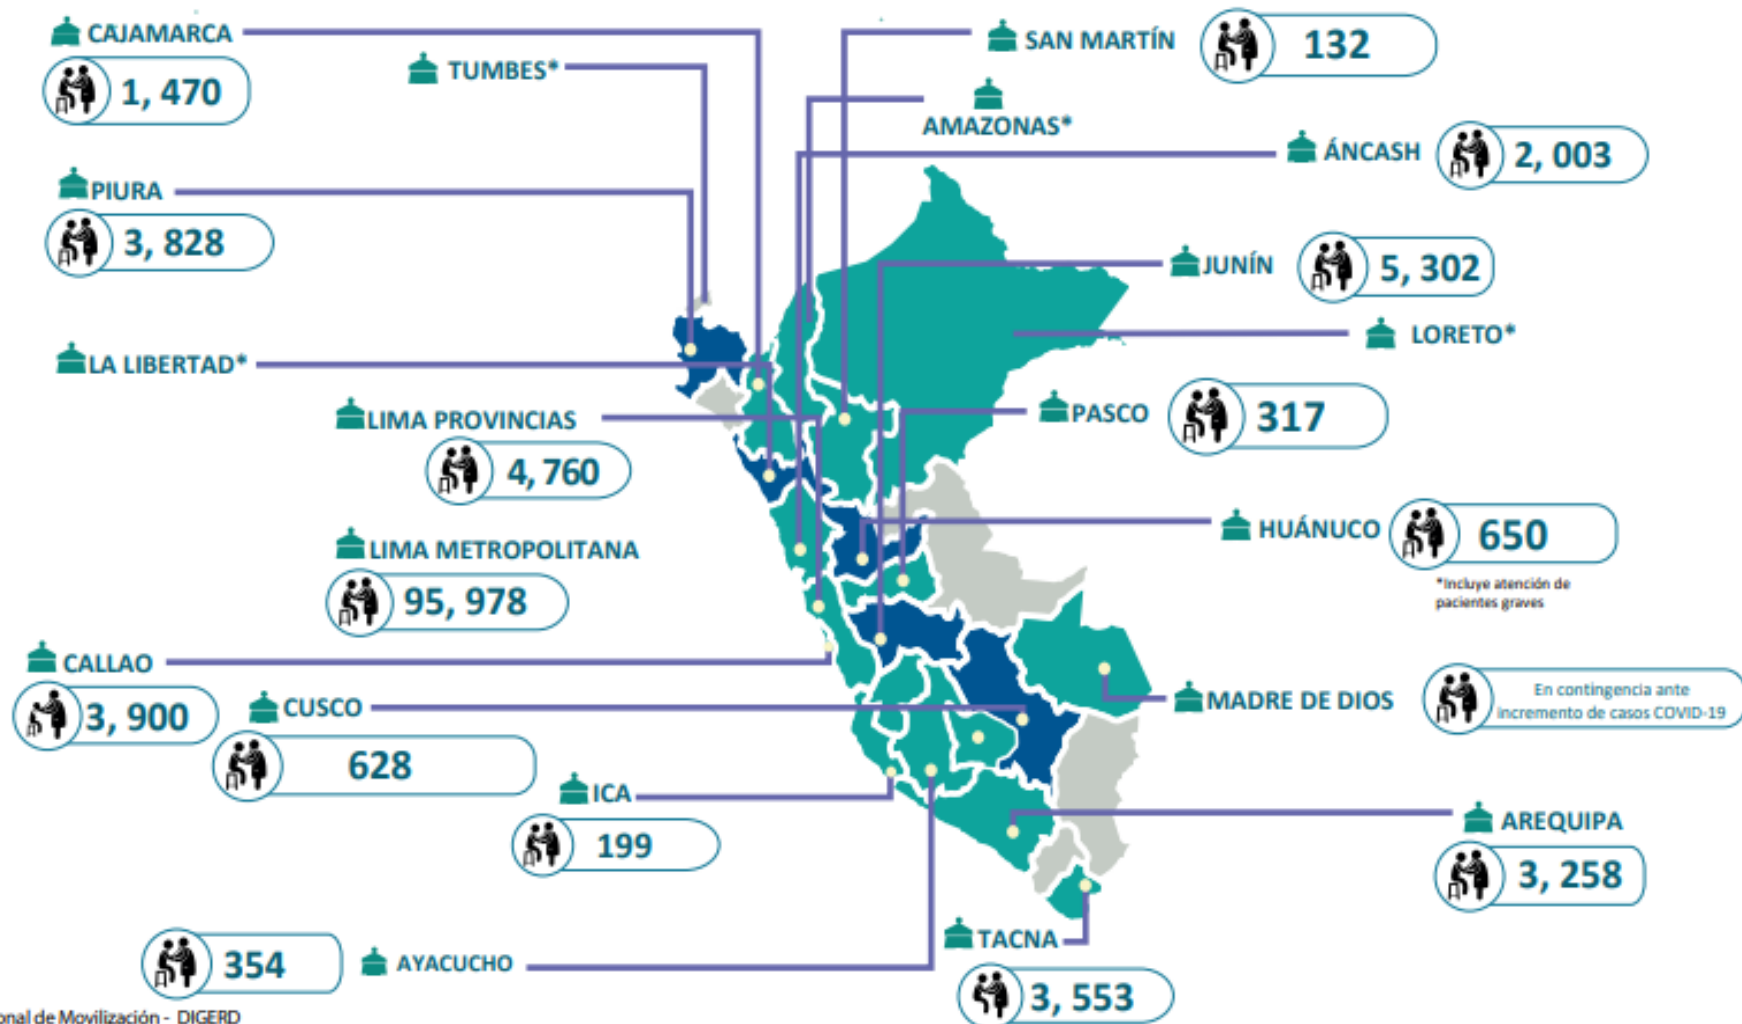 CAJAMARCA
1, 470
TUMBES*
SAN MARTÍN
132
AMAZONAS*
ÁNCASH
2, 003
PIURA
3, 828
JUNÍN
5, 302
LORETO*
LA LIBERTAD*
LIMA PROVINCIAS
4, 760
PASCO
317
LIMA METROPOLITANA
95, 978
HUÁNUCO
650
*Incluye atención de
pacientes graves
CALLAO
3, 900
CUSCO
628
MADRE DE DIOS
En contingencia ante
incremento de casos COVID-19
ICA
199
AREQUIPA
3, 258
354
AYACUCHO
TACNA
3, 553
onal de Movilización - DIGERD